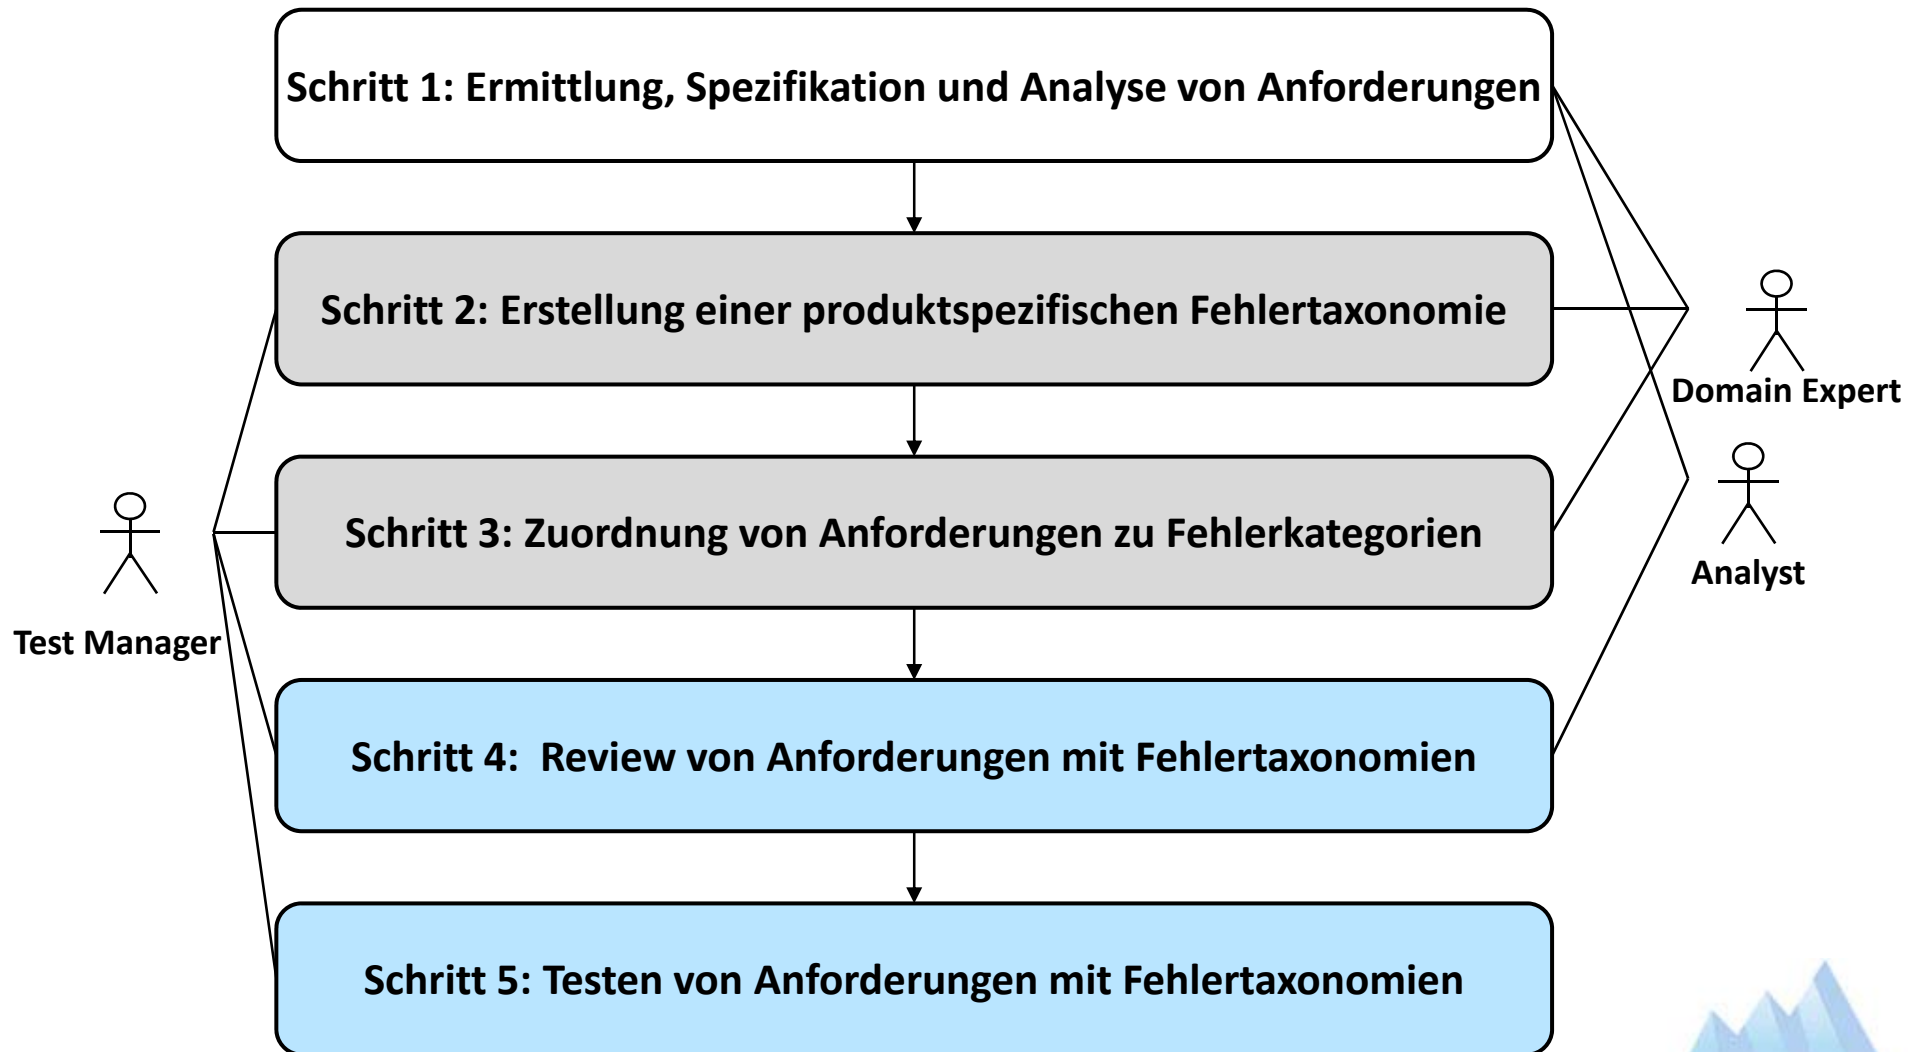 Schritt 1: Ermittlung, Spezifikation und Analyse von Anforderungen
Schritt 2: Erstellung einer produktspezifischen Fehlertaxonomie
Domain Expert
Schritt 3: Zuordnung von Anforderungen zu Fehlerkategorien
Analyst
Test Manager
Schritt 4: Review von Anforderungen mit Fehlertaxonomien
Schritt 5: Testen von Anforderungen mit Fehlertaxonomien